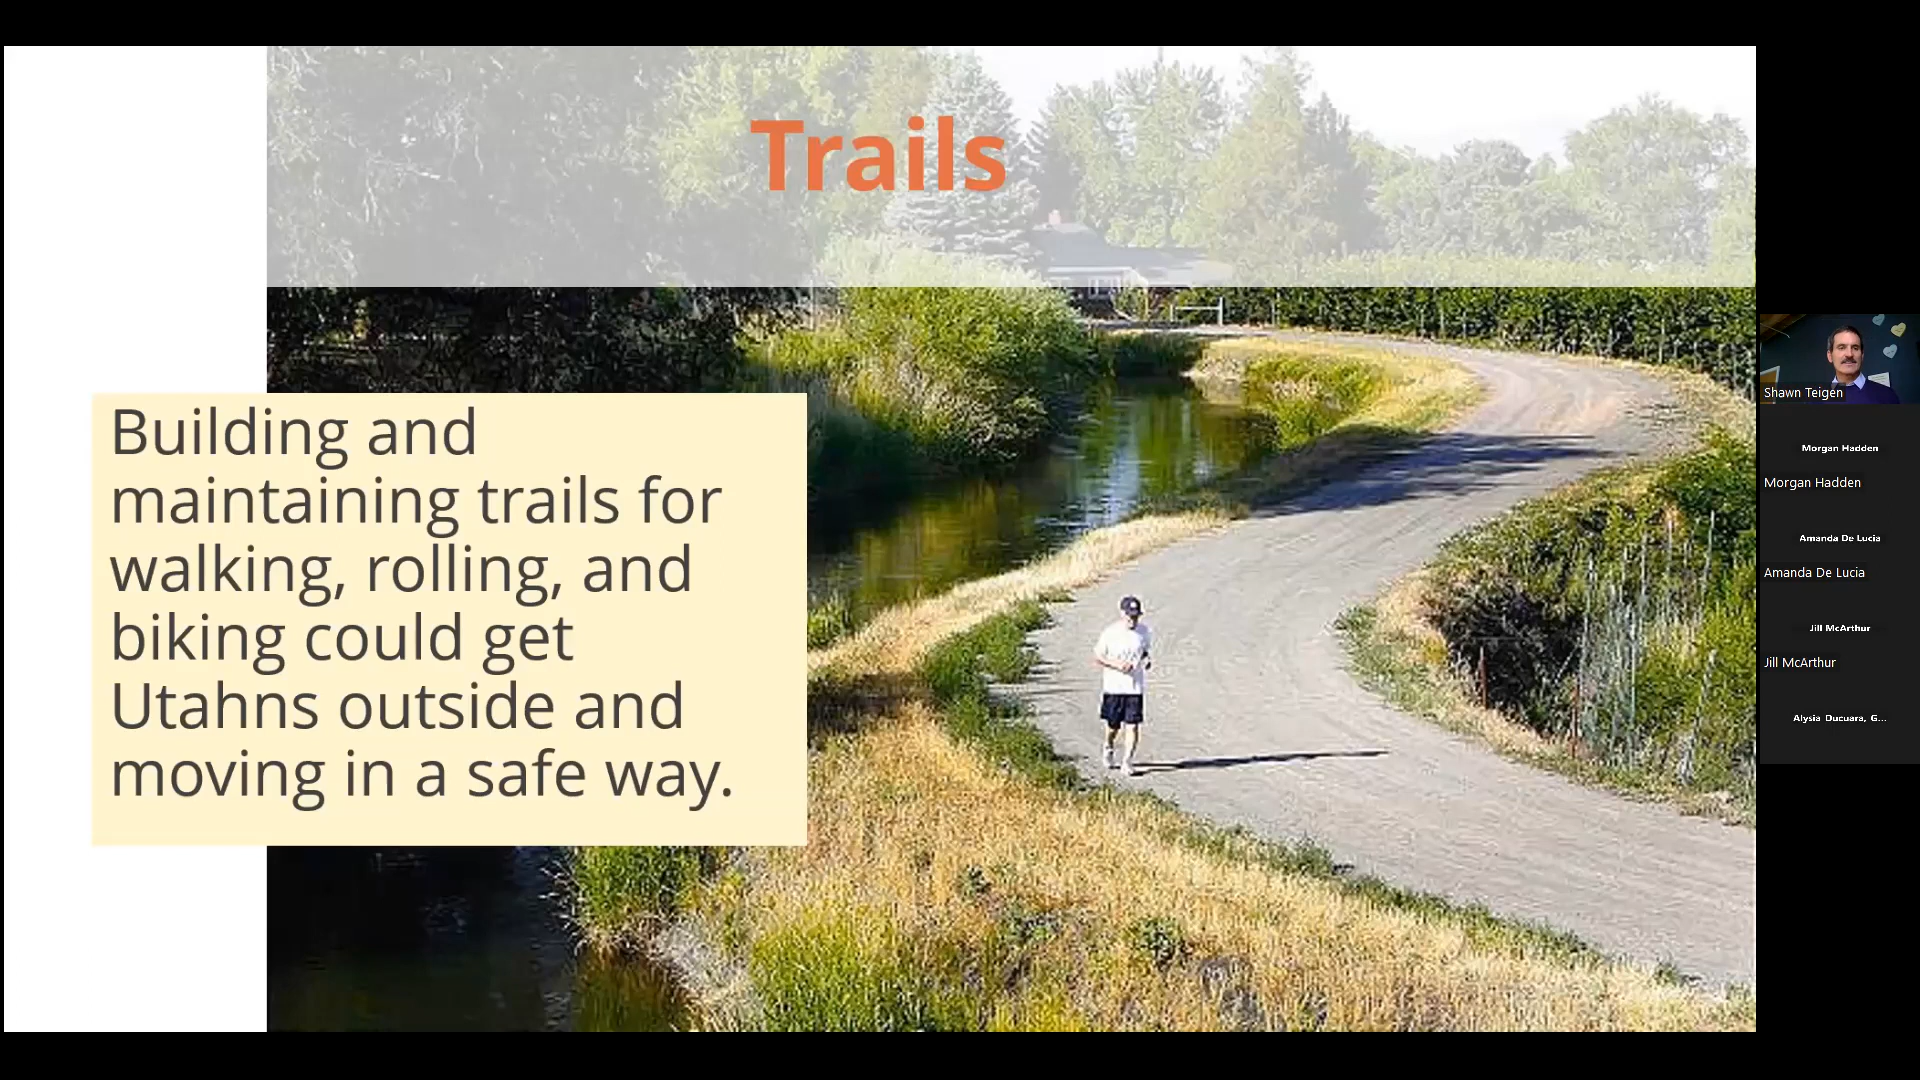 Trails
Building and
maintaining trails for
walking, rolling, and
biking could get
Utahns outside and
moving in a safe way.
Shawn Teigen
Morgan Hadden
Morgan Hadden
Amanda De Lucia
Amanda De Lucia
Jill McArthur
Jill McArthur
Alysia Ducuara, G...